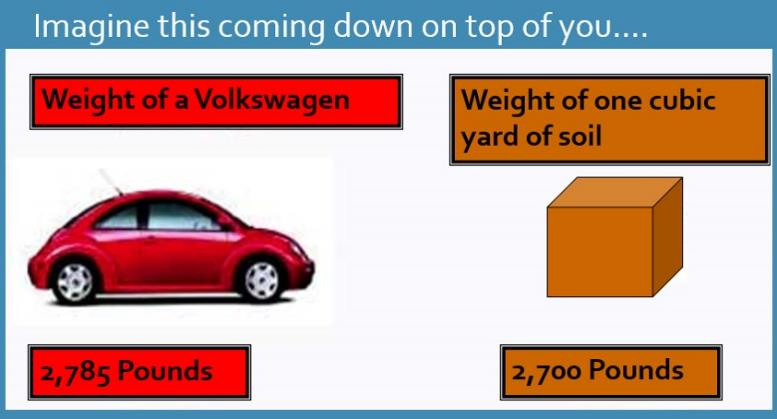 Imagine this coming down on top of you....
Weight of a Volkswagen
Weight of one cubic
yard of soil
2,785 Pounds
2,700 Pounds